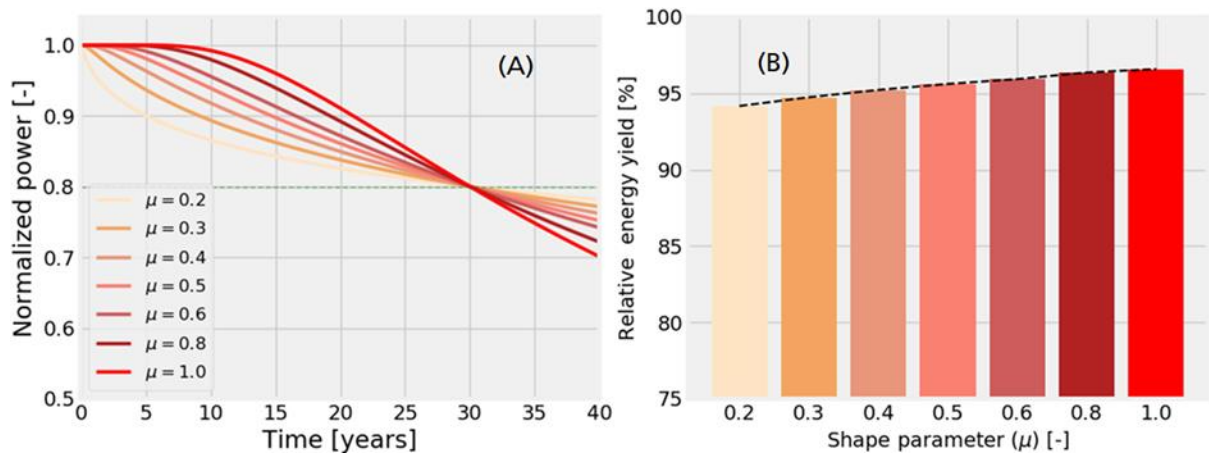 (A)
Normalized power [-]
1.0
0.9
0.8
0.7
0.6
0.5
μ = 0.2
μ = 0.3
μ = 0.4
μ = 0.5
μ = 0.6
μ = 0.8
μ = 1.0
0 5 10 15 20 25 30 35 40
Time [years]
(B)
Relative energy yield [%]
100
95
90
85
80
75
0.2 0.3 0.4 0.5 0.6 0.8 1.0
Shape parameter (μ) [-]